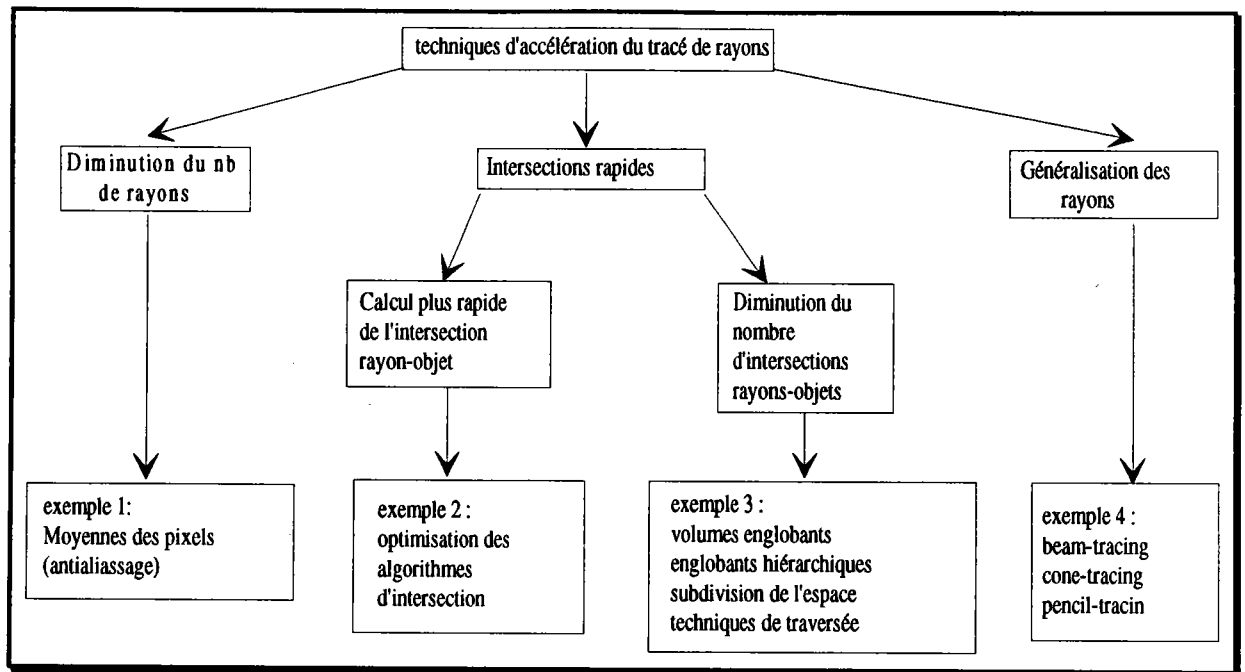 techniques d'accélération du tracé de rayons
Diminution du nb
de rayons
Intersections rapides
Généralisation des
rayons
Calcul plus rapide
de l'intersection
rayon-objet
Diminution du
nombre
d'intersections
rayons-objets
exemple 1:
Moyennes des pixels
(antialiassage)
exemple 2 :
optimisation des
algorithmes
d'intersection
exemple 3 :
volumes englobants
englobants hiérarchiques
subdivision de l'espace
techniques de traversée
exemple 4 :
beam-tracing
cone-tracing
pencil-tracin